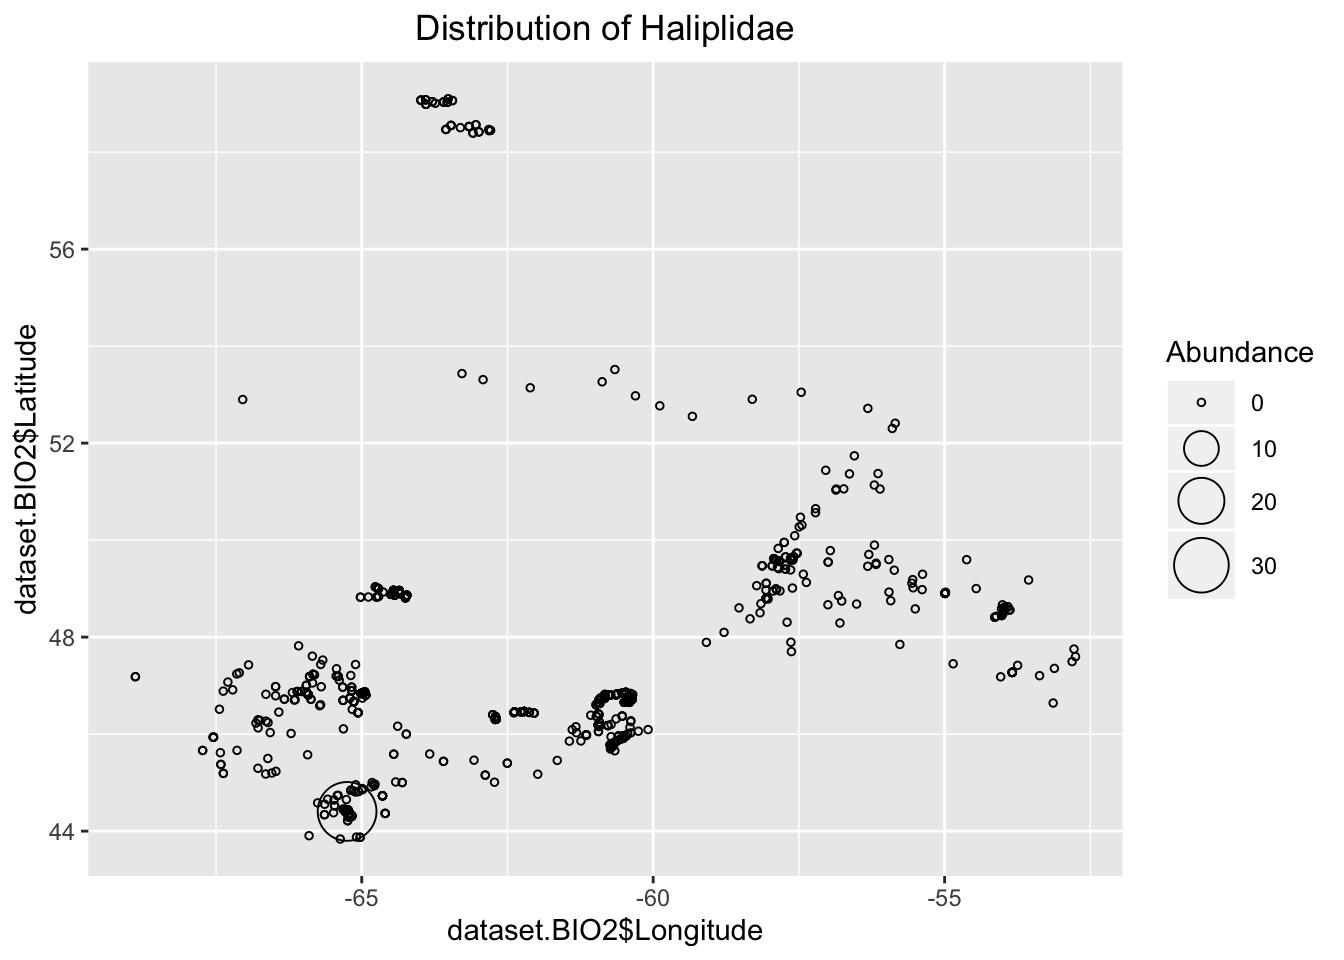 Distribution of Haliplidae
56
52
48
44
dataset.BIO2$Latitude
-65
-60
-55
dataset.BIO2$Longitude
Abundance
0
10
20
30